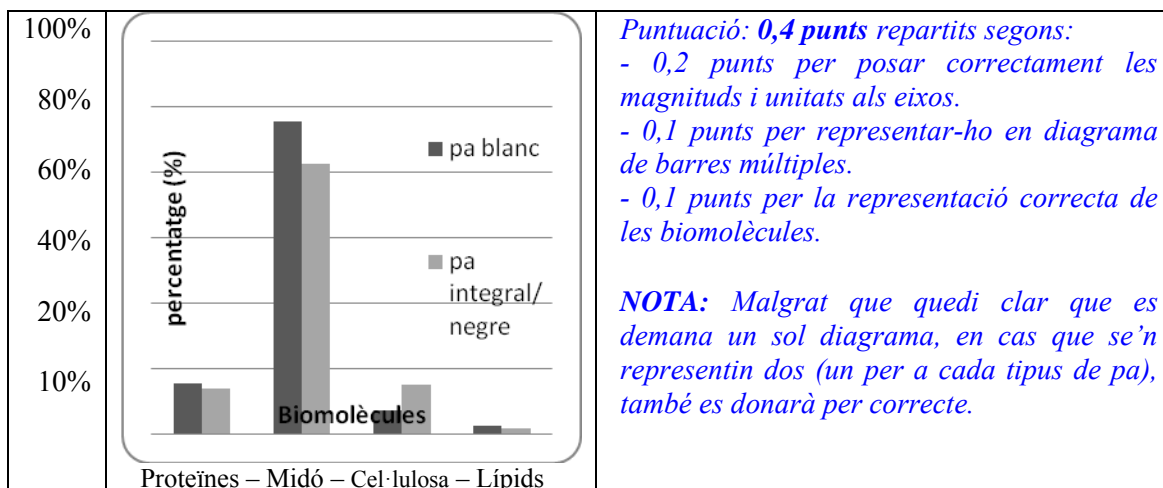 100%
80%
60%
40%
20%
10%
percentatge (%)
pa blanc
pa
integral/
negre
Biomolècules
Proteïnes – Midó – Cel·lulosa – Lípids
Puntuació: 0,4 punts repartits segons:
- 0,2 punts per posar correctament les
magnituds i unitats als eixos.
- 0,1 punts per representar-ho en diagrama
de barres múltiples.
- 0,1 punts per la representació correcta de
les biomolècules.
NOTA: Malgrat que quedi clar que es
demana un sol diagrama, en cas que se’n
representin dos (un per a cada tipus de pa),
també es donarà per correcte.